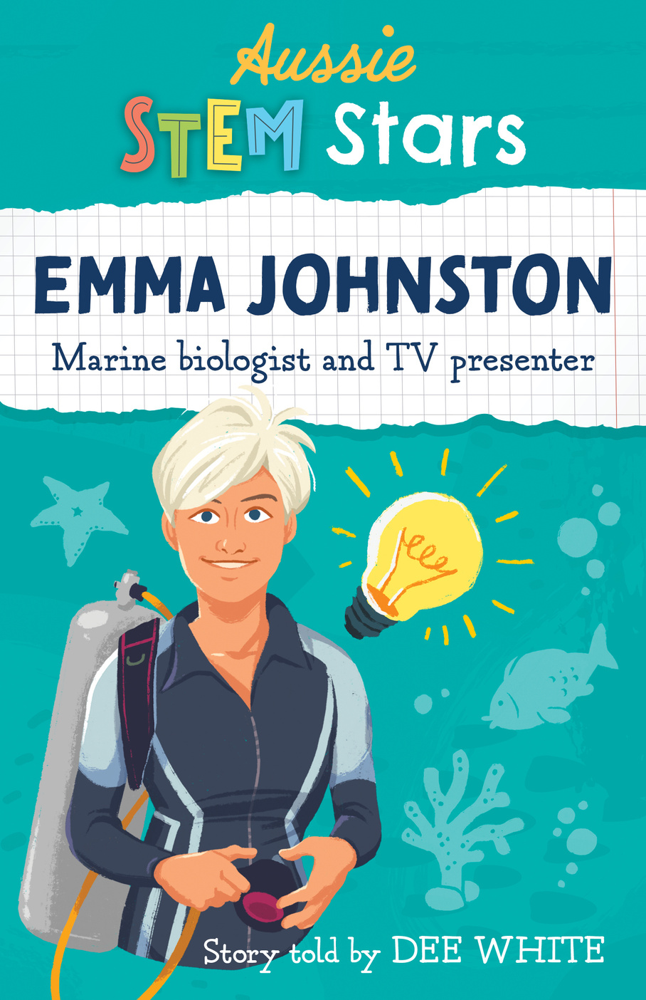 Aussie
STEM Stars
EMMA JOHNSTON
Marine biologist and TV presenter
Story told by DEE WHITE